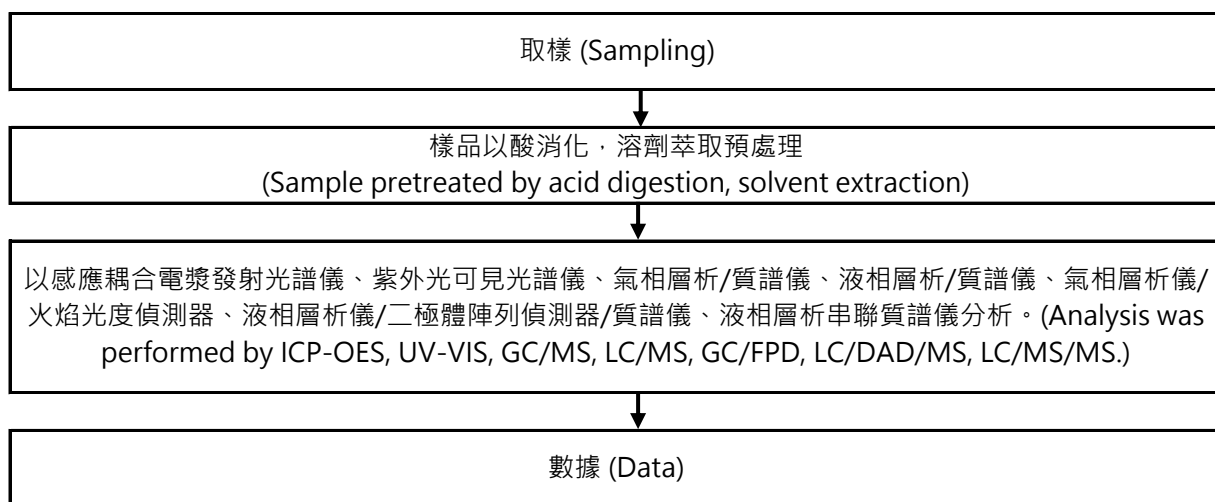 取樣 (Sampling)
樣品以酸消化，溶劑萃取預處理
(Sample pretreated by acid digestion, solvent extraction)
以感應耦合電漿發射光譜儀、紫外光可見光譜儀、氣相層析/質譜儀、液相層析/質譜儀、氣相層析儀/
火焰光度偵測器、液相層析儀/二極體陣列偵測器/質譜儀、液相層析串聯質譜儀分析。(Analysis was
performed by ICP-OES, UV-VIS, GC/MS, LC/MS, GC/FPD, LC/DAD/MS, LC/MS/MS.)
數據 (Data)